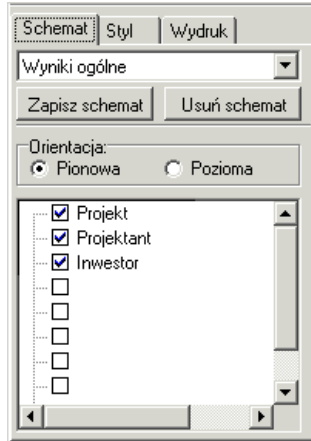 Schemat Styl Wydruk
Wyniki ogólne
Zapisz schemat Usuń schemat
Orientacja:
Pionowa Pozioma
Projekt
Projektant
Inwestor